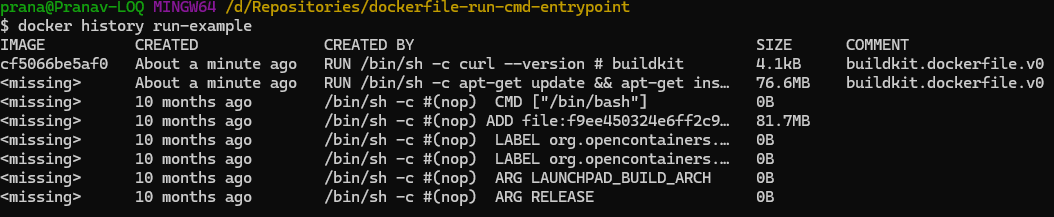 prana@Pranav-LOQ MINGW64 /d/Repositories/dockerfile-run-cmd-entrypoint
$ docker history run-example
IMAGE CREATED CREATED BY SIZE COMMENT
cf5066be5af0 About a minute ago RUN /bin/sh -c curl --version # buildkit 4.1kB buildkit.dockerfile.v0
<missing> About a minute ago RUN /bin/sh -c apt-get update && apt-get ins… 76.6MB buildkit.dockerfile.v0
<missing> 10 months ago /bin/sh -c #(nop) CMD ["/bin/bash"] 0B
<missing> 10 months ago /bin/sh -c #(nop) ADD file:f9ee450324e6ff2c9… 81.7MB
<missing> 10 months ago /bin/sh -c #(nop) LABEL org.opencontainers.… 0B
<missing> 10 months ago /bin/sh -c #(nop) LABEL org.opencontainers.… 0B
<missing> 10 months ago /bin/sh -c #(nop) ARG LAUNCHPAD_BUILD_ARCH 0B
<missing> 10 months ago /bin/sh -c #(nop) ARG RELEASE 0B